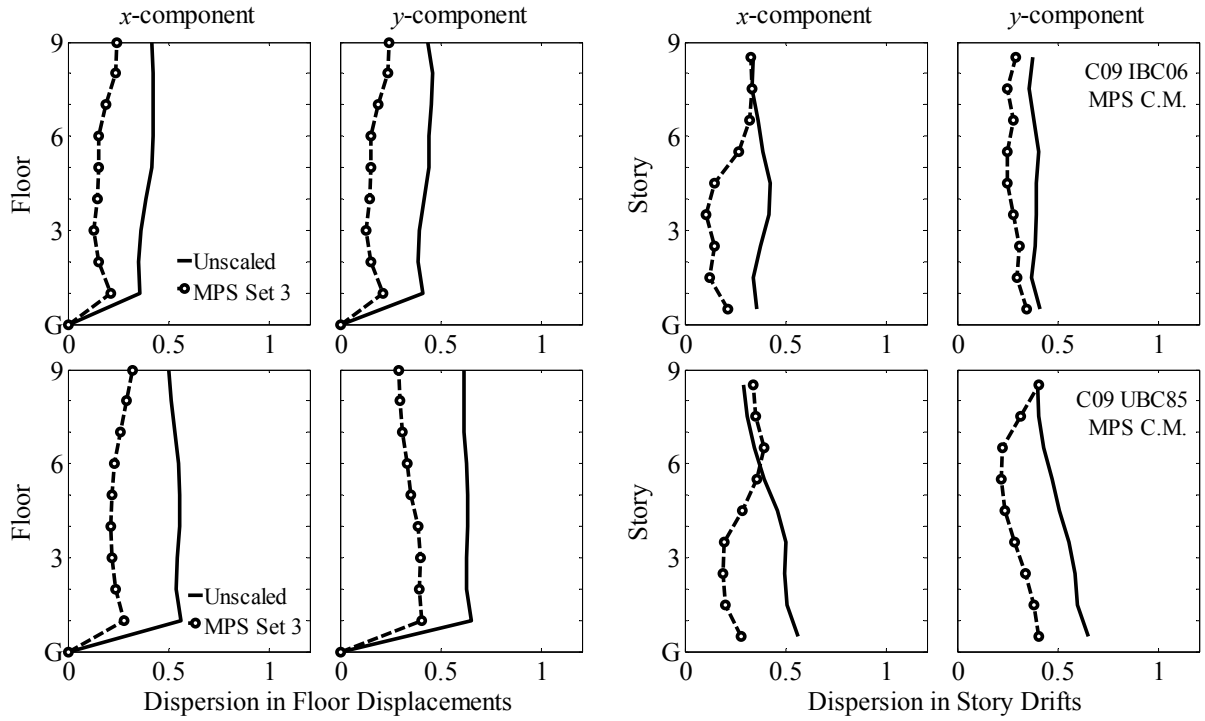 x-component
y-component
x-component
y-component
9
6
3
G
Floor
Unscaled
MPS Set 3
0
0.5
1
0
0.5
1
9
6
3
G
Story
C09 IBC06
MPS C.M.
0
0.5
1
0
0.5
1
9
6
3
G
Floor
Unscaled
MPS Set 3
0
0.5
1
0
0.5
1
Dispersion in Floor Displacements
9
6
3
G
Story
C09 UBC85
MPS C.M.
0
0.5
1
0
0.5
1
Dispersion in Story Drifts